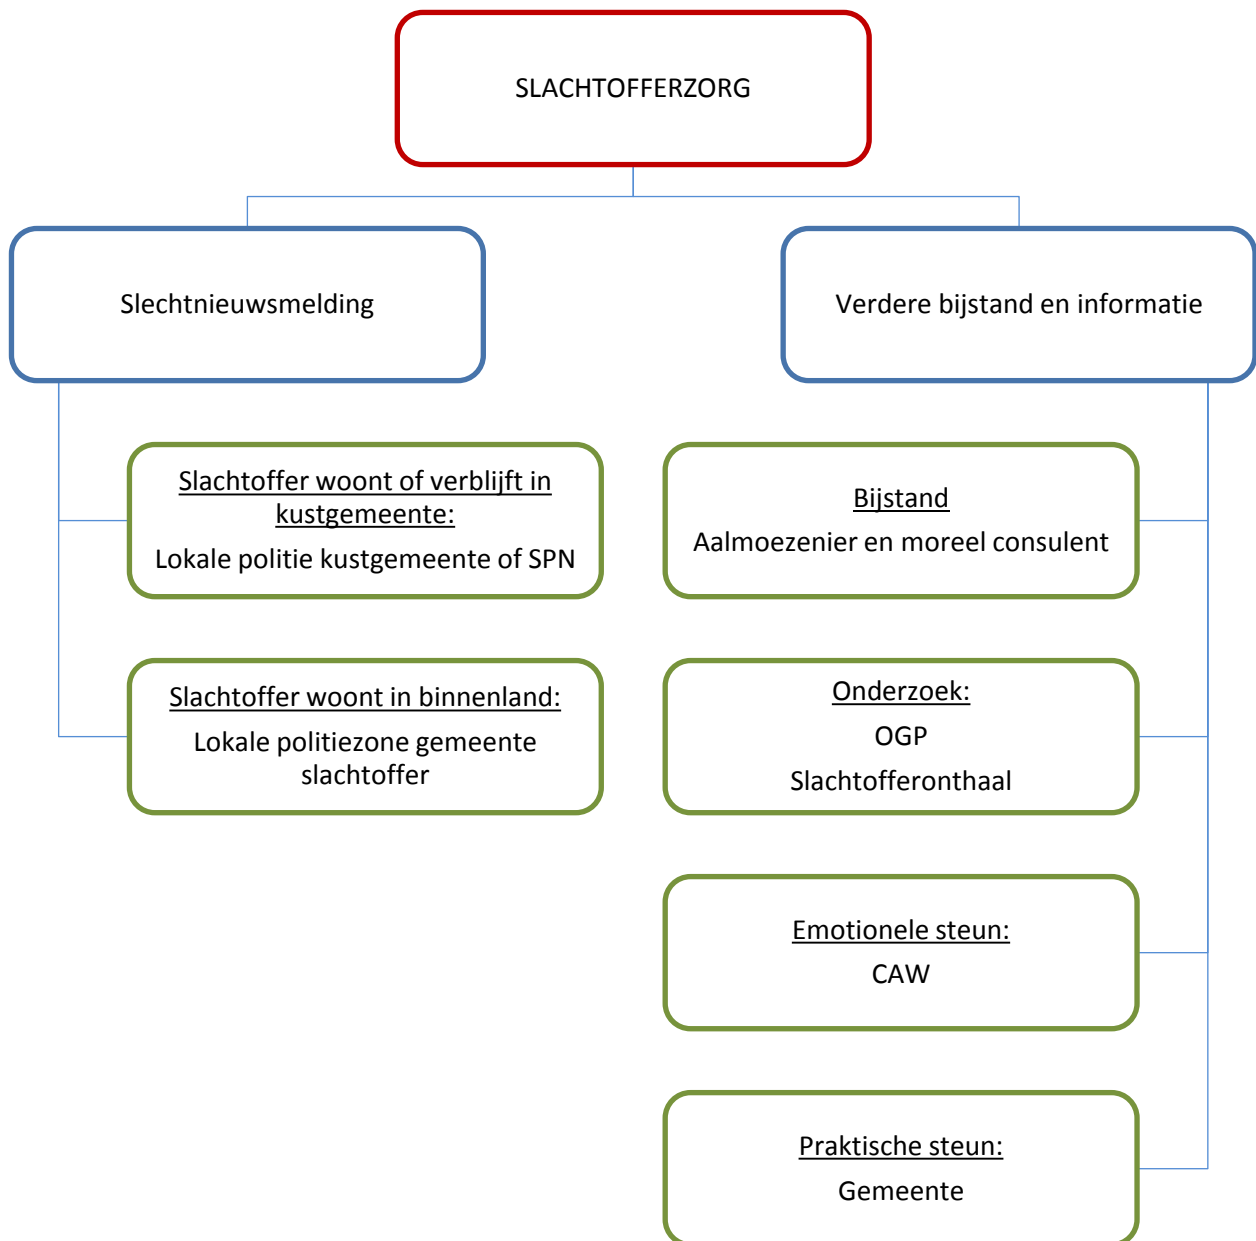 SLACHTOFFERZORG
Slechtnieuwsmelding
Verdere bijstand en informatie
Slachtoffer woont of verblijft in
kustgemeente:
Lokale politie kustgemeente of SPN
Bijstand
Aalmoezenier en moreel consulent
Slachtoffer woont in binnenland:
Lokale politiezone gemeente
slachtoffer
Onderzoek:
OGP
Slachtofferonthaal
Emotionele steun:
CAW
Praktische steun:
Gemeente